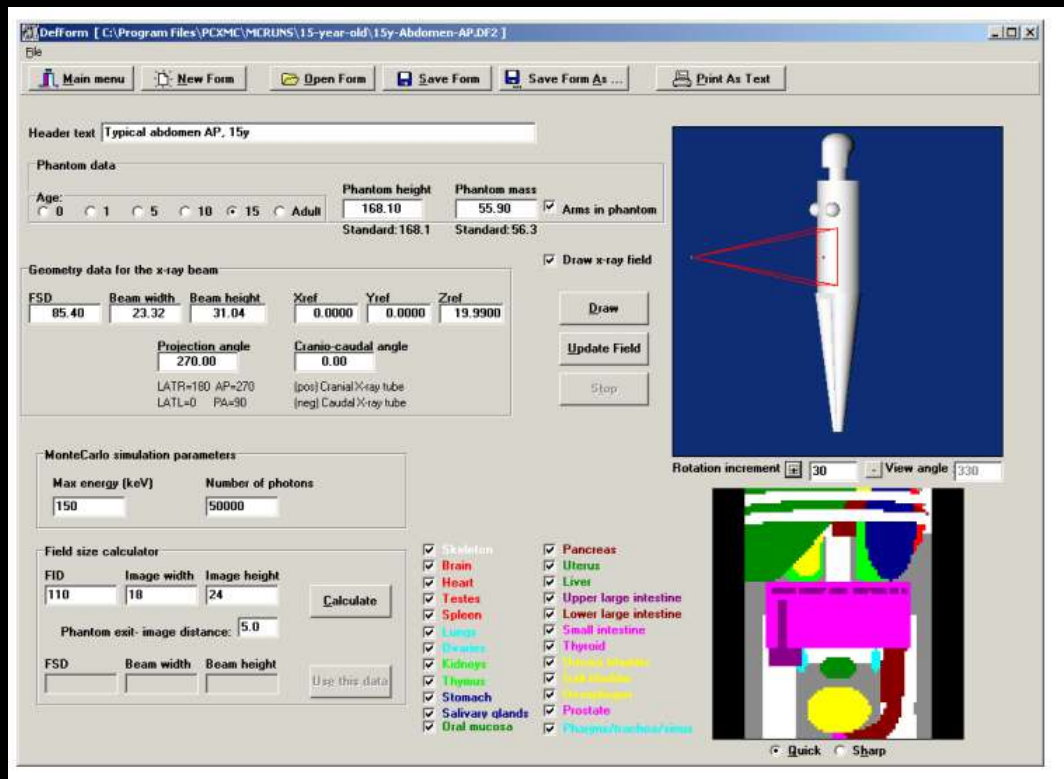 DefForm [ C:\Program Files\PCXMC\MCRUNS\15-year-old\15y-Abdomen-AP.DF2 ]
File
Main menu New Form Open Form Save Form Save Form As ... Print As Text
Header text Typical abdomen AP, 15y
Phantom data
Age:
0 1 5 10 15 Adult
Phantom height Phantom mass
168.10 55.90 Arms in phantom
Standard: 168.1 Standard: 56.3
Draw x-ray field
Geometry data for the x-ray beam
FSD Beam width Beam height Xref Yref Zref
85.40 23.32 31.04 0.0000 0.0000 19.9900
Draw
Projection angle Cranio-caudal angle
270.00 0.00
Update Field
LATR=180 AP=270 (pos) Cranial X-ray tube
LATL=0 PA=90 (neg) Caudal X-ray tube
Stop
Rotation increment + 30 - View angle 330
MonteCarlo simulation parameters
Max energy (keV) Number of photons
150 50000
Field size calculator
FID Image width Image height
110 18 24
Calculate
Phantom exit- image distance: 5.0
FSD Beam width Beam height
Use this data
Skeleton
Brain
Heart
Testes
Spleen
Lungs
Ovaries
Kidneys
Thymus
Stomach
Salivary glands
Oral mucosa
Pancreas
Uterus
Liver
Upper large intestine
Lower large intestine
Small intestine
Thyroid
Urinary bladder
Gall bladder
Oesophagus
Prostate
Pharynx/trachea/sinus
Quick Sharp